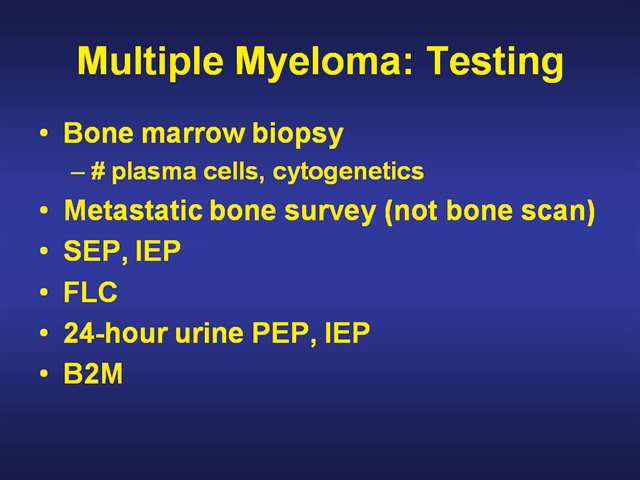 Multiple Myeloma: Testing
• Bone marrow biopsy
– # plasma cells, cytogenetics
• Metastatic bone survey (not bone scan)
• SEP, IEP
• FLC
• 24-hour urine PEP, IEP
• B2M